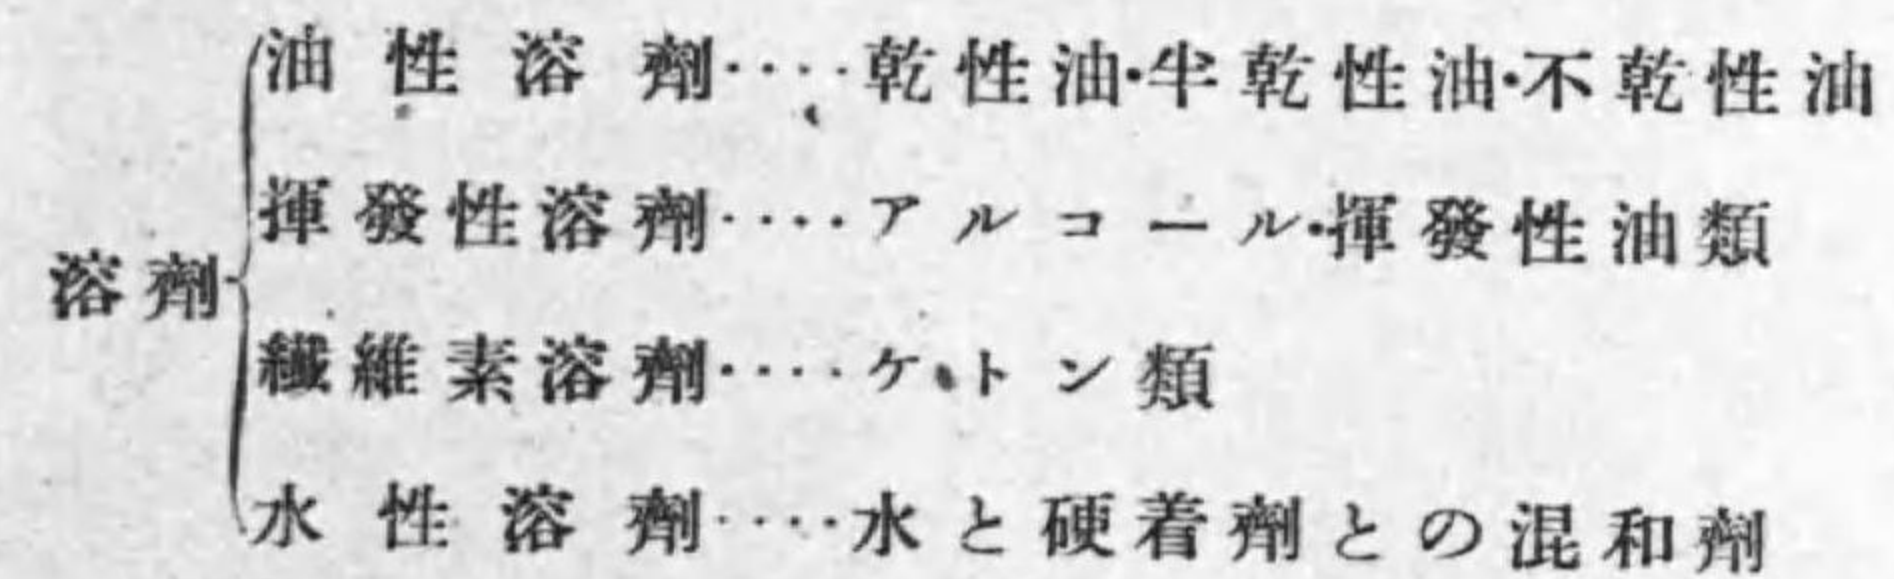 油性溶劑‥‥乾性油・半乾性油・不乾性油
揮發性溶劑‥‥アルコール・揮發性油類
溶劑
纎維素溶劑‥‥ケトン類
水性溶劑‥‥水と硬着劑との混和劑